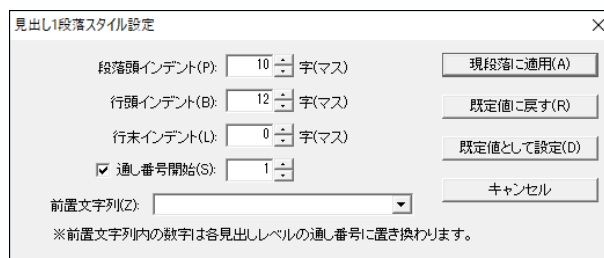 見出し1段落スタイル設定
段落頭インデント(P): 10 字(マス)
現段落に適用(A)
行頭インデント(B): 12 字(マス)
既定値に戻す(R)
行末インデント(L): 0 字(マス)
既定値として設定(D)
通し番号開始(S): 1
キャンセル
前置文字列(Z):
※前置文字列内の数字は各見出しレベルの通し番号に置き換わります。